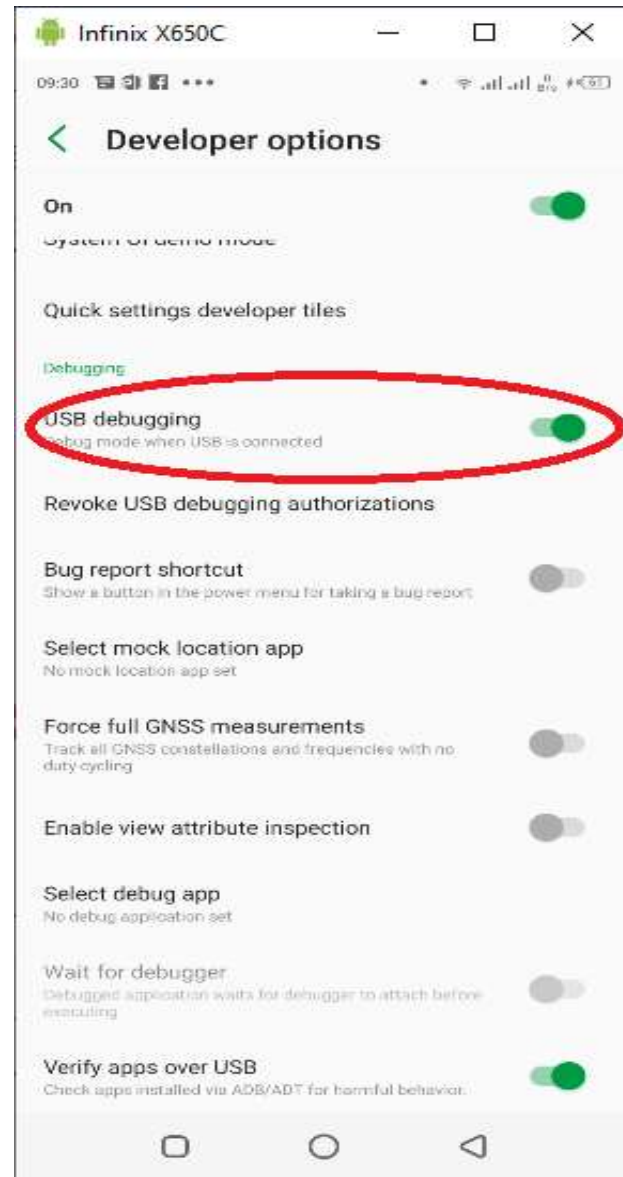 Infinix X650C
09:30
Developer options
On
System UI demo mode
Quick settings developer tiles
Debugging
USB debugging
Debug mode when USB is connected
Revoke USB debugging authorizations
Bug report shortcut
Show a button in the power menu for taking a bug report
Select mock location app
No mock location app set
Force full GNSS measurements
Track all GNSS constellations and frequencies with no
duty cycling
Enable view attribute inspection
Select debug app
No debug application set
Wait for debugger
Debugged application waits for debugger to attach before
executing
Verify apps over USB
Check apps installed via ADB/ADT for harmful behavior.